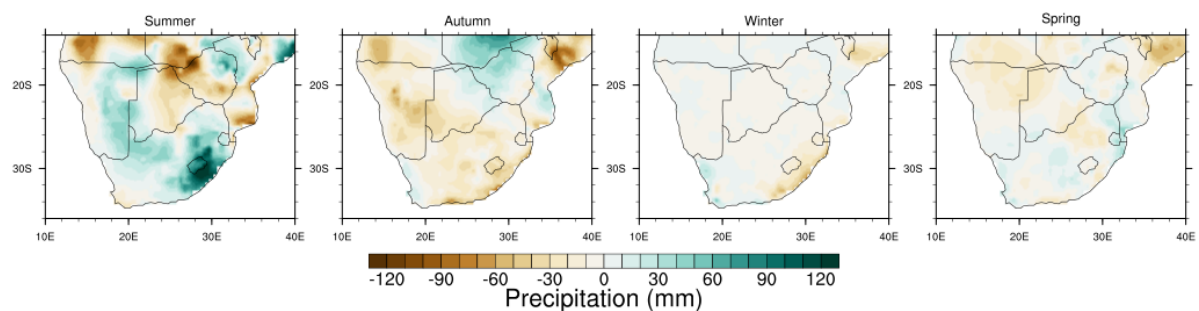 Summer Autumn Winter Spring
20S 20S 20S 20S
30S 30S 30S 30S
10E 20E 30E 40E 10E 20E 30E 40E 10E 20E 30E 40E 10E 20E 30E 40E
-120 -90 -60 -30 0 30 60 90 120
Precipitation (mm)